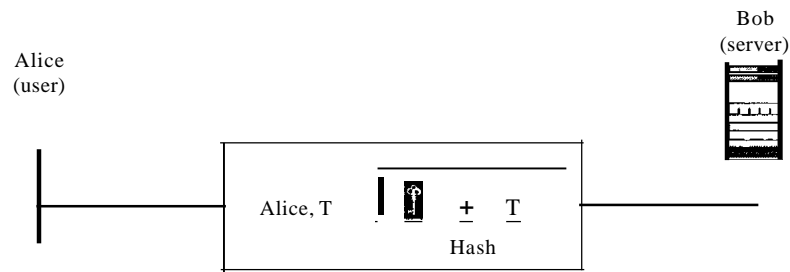 Bob
(server)
Alice
(user)
Alice, T + T
Hash